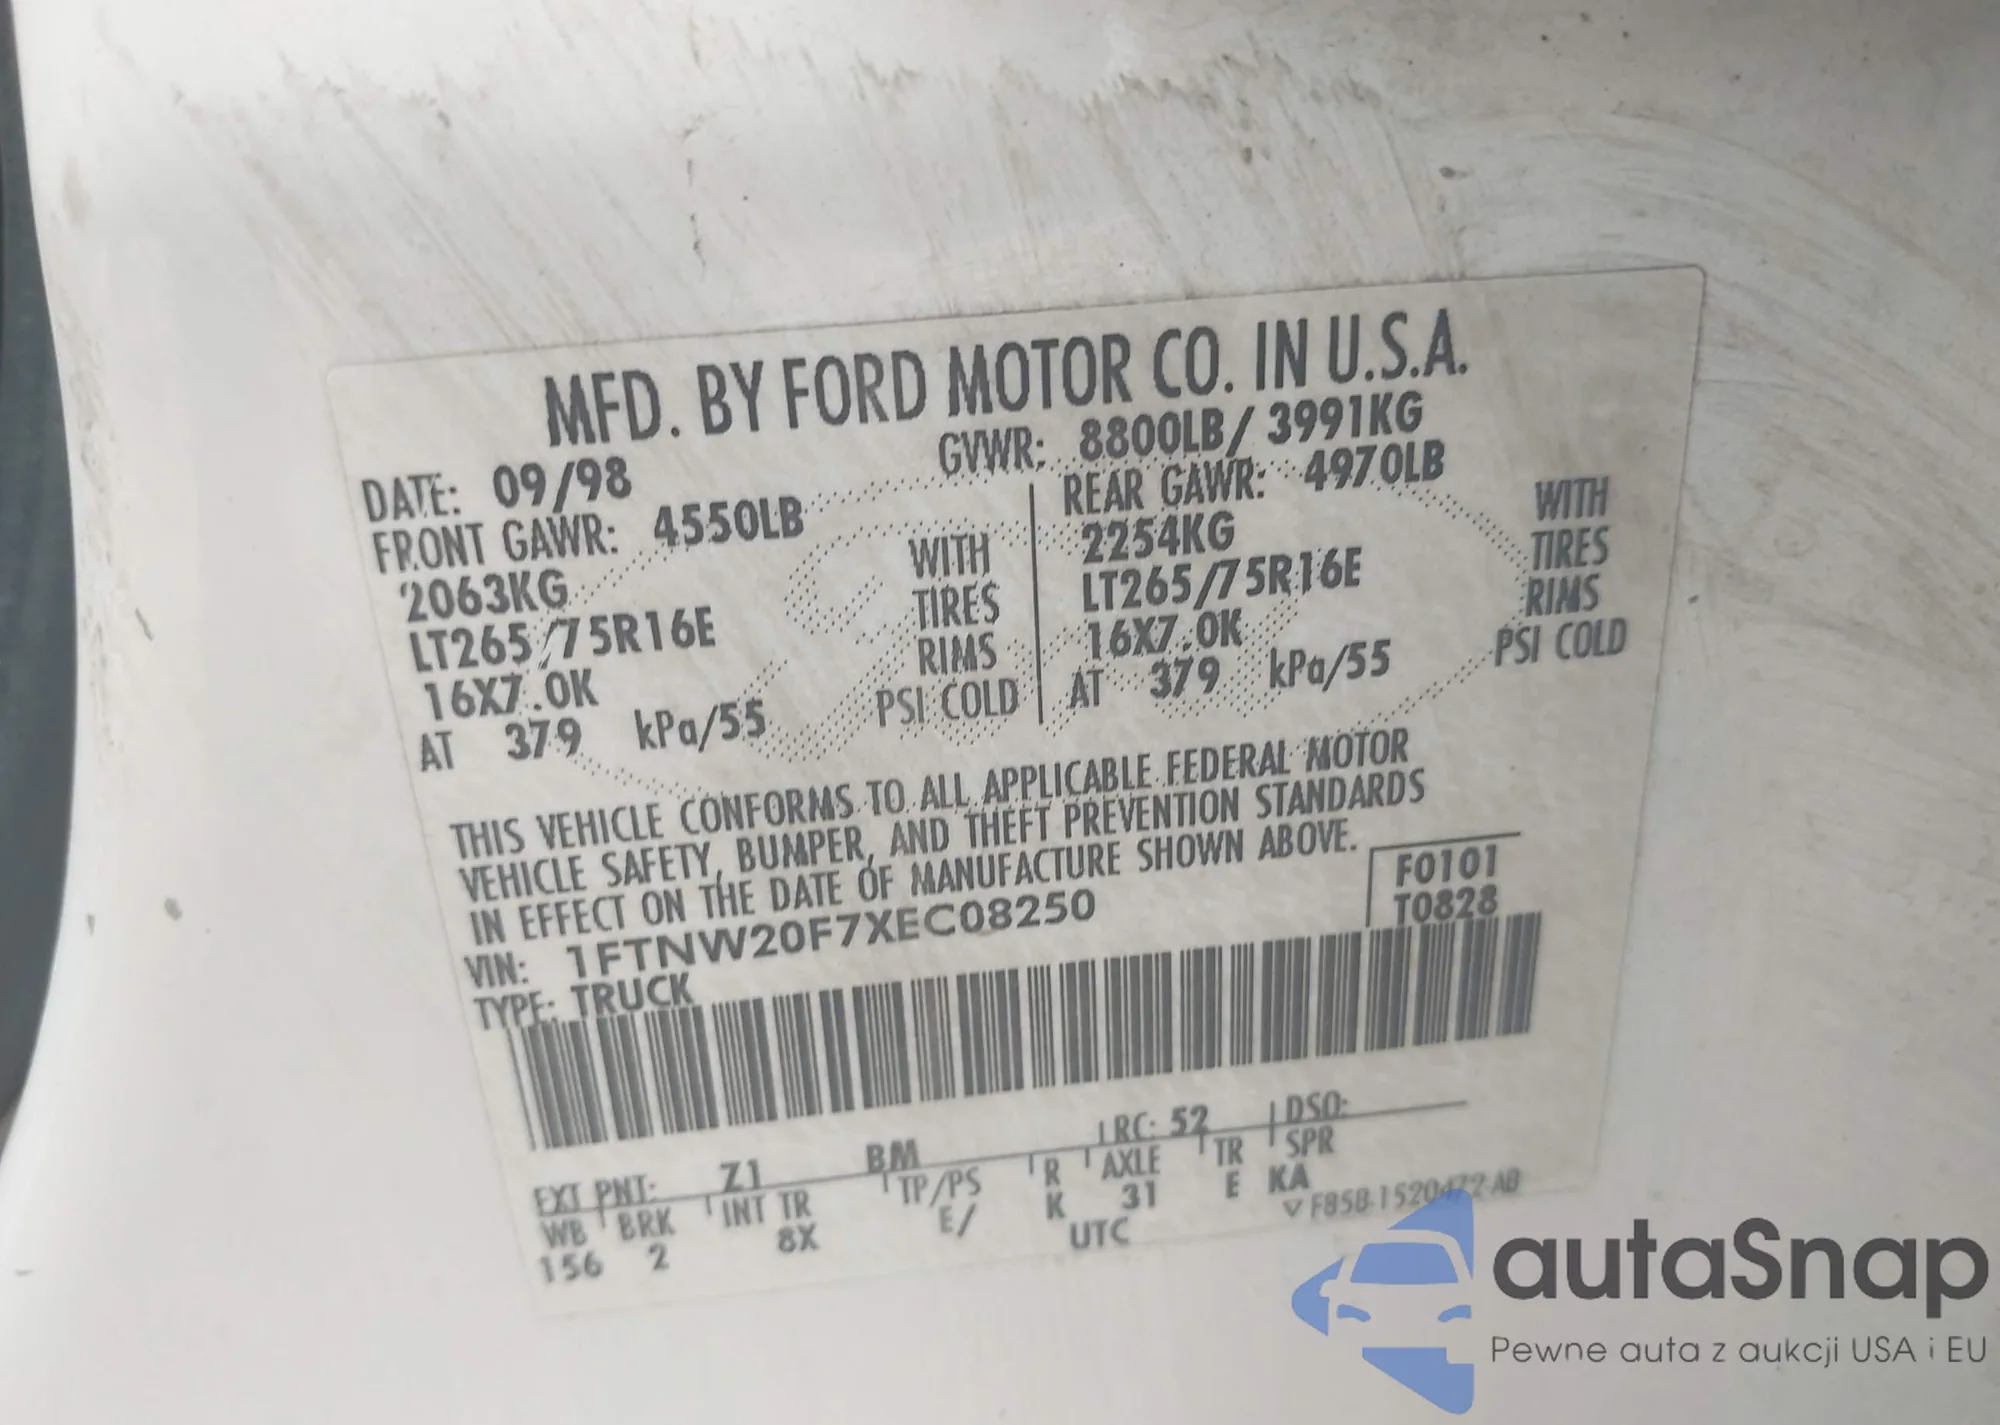 MFD. BY FORD MOTOR CO. IN U.S.A.
DATE: 09/98 GVWR: 8800LB/ 3991KG
FRONT GAWR: 4550LB REAR GAWR: 4970LB
2063KG WITH 2254KG WITH
LT265/75R16E TIRES LT265/75R16E TIRES
16X7.0K RIMS 16X7.0K RIMS
AT 379 kPa/55 PSI COLD AT 379 kPa/55 PSI COLD
THIS VEHICLE CONFORMS TO ALL APPLICABLE FEDERAL MOTOR
VEHICLE SAFETY, BUMPER, AND THEFT PREVENTION STANDARDS
IN EFFECT ON THE DATE OF MANUFACTURE SHOWN ABOVE.
F0101
VIN: 1FTNW20F7XEC08250 T0828
TYPE: TRUCK
EXT PNT: Z1 BM RC: 52 DSO:
WB BRK INT TR TP/PS R AXLE TR SPR
156 2 8X E/ K 31 E KA
UTC ▽ F85B-1520472-AB
autaSnap
Pewne auta z aukcji USA i EU